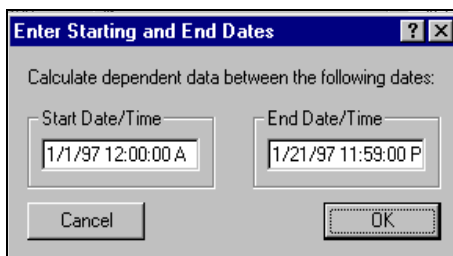 Enter Starting and End Dates
Calculate dependent data between the following dates:
Start Date/Time
End Date/Time
1/1/97 12:00:00 A
1/21/97 11:59:00 P
Cancel
OK